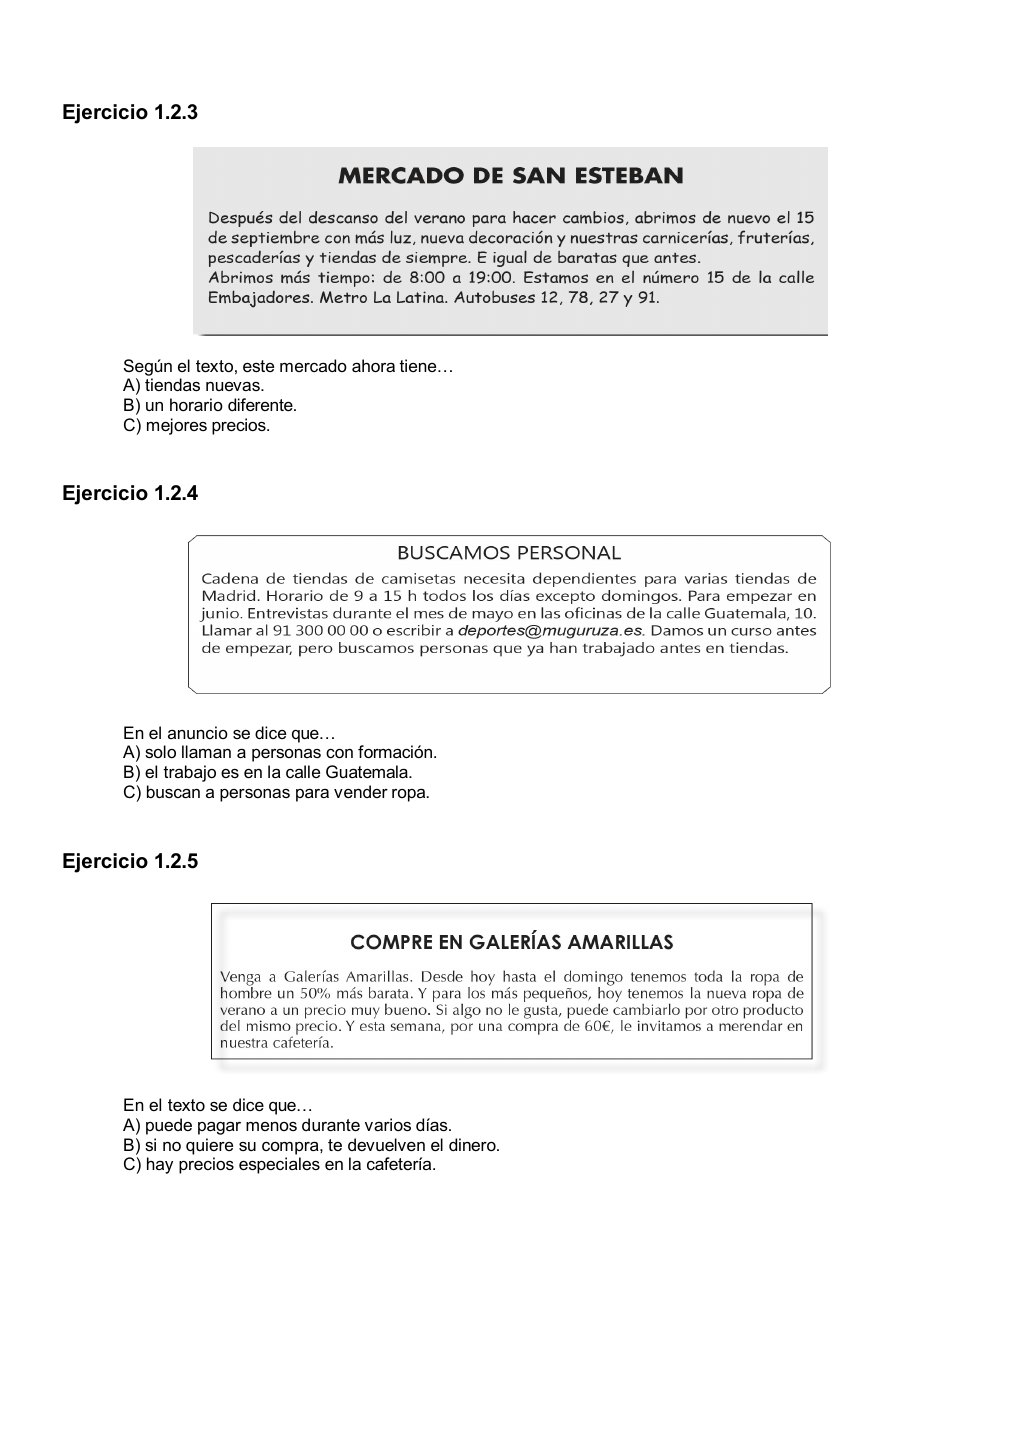 Ejercicio 1.2.3
MERCADO DE SAN ESTEBAN
Después del descanso del verano para hacer cambios, abrimos de nuevo el 15
de septiembre con más luz, nueva decoración y nuestras carnicerías, fruterías,
pescaderías y tiendas de siempre. E igual de baratas que antes.
Abrimos más tiempo: de 8:00 a 19:00. Estamos en el número 15 de la calle
Embajadores. Metro La Latina. Autobuses 12, 78, 27 y 91.
Según el texto, este mercado ahora tiene…
A) tiendas nuevas.
B) un horario diferente.
C) mejores precios.
Ejercicio 1.2.4
BUSCAMOS PERSONAL
Cadena de tiendas de camisetas necesita dependientes para varias tiendas de
Madrid. Horario de 9 a 15 h todos los días excepto domingos. Para empezar en
junio. Entrevistas durante el mes de mayo en las oficinas de la calle Guatemala, 10.
Llamar al 91 300 00 00 o escribir a deportes@muguruza.es. Damos un curso antes
de empezar, pero buscamos personas que ya han trabajado antes en tiendas.
En el anuncio se dice que…
A) solo llaman a personas con formación.
B) el trabajo es en la calle Guatemala.
C) buscan a personas para vender ropa.
Ejercicio 1.2.5
COMPRE EN GALERÍAS AMARILLAS
Venga a Galerías Amarillas. Desde hoy hasta el domingo tenemos toda la ropa de
hombre un 50% más barata. Y para los más pequeños, hoy tenemos la nueva ropa de
verano a un precio muy bueno. Si algo no le gusta, puede cambiarlo por otro producto
del mismo precio. Y esta semana, por una compra de 60€, le invitamos a merendar en
nuestra cafetería.
En el texto se dice que…
A) puede pagar menos durante varios días.
B) si no quiere su compra, te devuelven el dinero.
C) hay precios especiales en la cafetería.